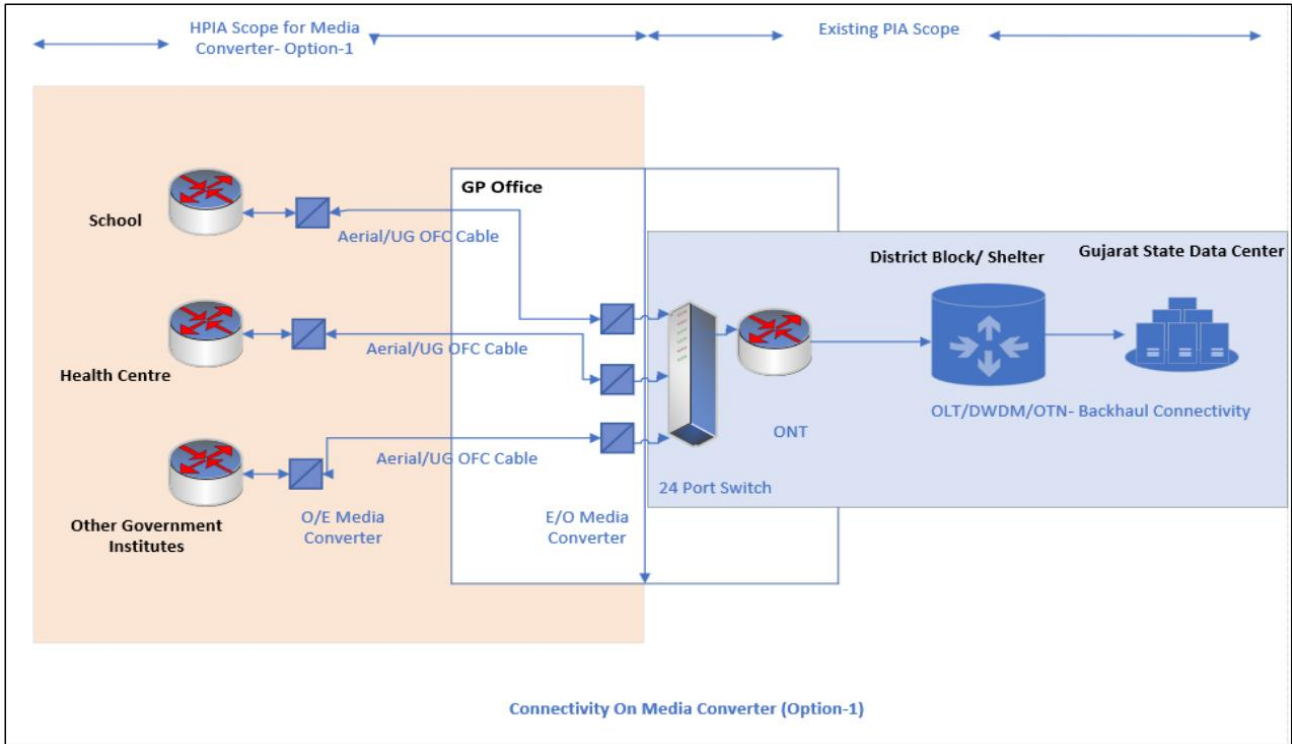 HPIA Scope for Media
Converter- Option-1
Existing PIA Scope
GP Office
School
Aerial/UG OFC Cable
District Block/ Shelter
Gujarat State Data Center
Health Centre
Aerial/UG OFC Cable
OLT/DWDM/OTN- Backhaul Connectivity
ONT
Aerial/UG OFC Cable
24 Port Switch
Other Government
Institutes
O/E Media
Converter
E/O Media
Converter
Connectivity On Media Converter (Option-1)